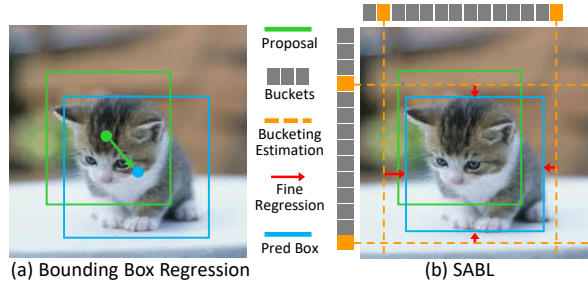 Proposal
Buckets
Bucketing
Estimation
Fine
Regression
Pred Box
(a) Bounding Box Regression
(b) SABL